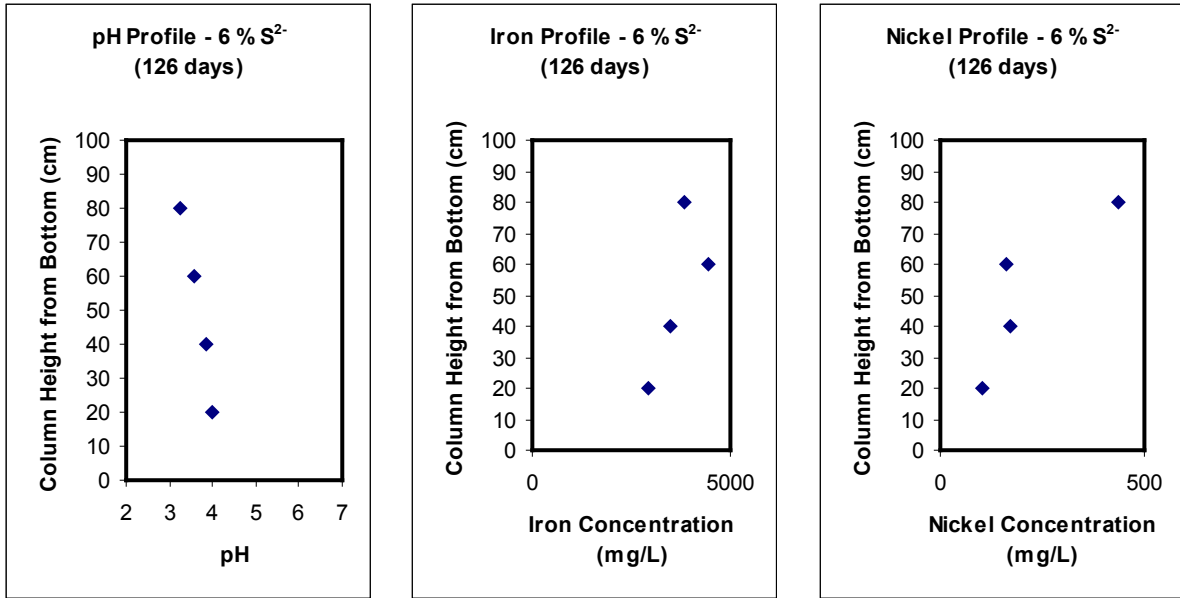 pH Profile - 6 % S²⁻
(126 days)
Column Height from Bottom (cm)
100
90
80
70
60
50
40
30
20
10
0
2 3 4 5 6 7
pH
Iron Profile - 6 % S²⁻
(126 days)
Column Height from Bottom (cm)
100
90
80
70
60
50
40
30
20
10
0
0 5000
Iron Concentration
(mg/L)
Nickel Profile - 6 % S²⁻
(126 days)
Column Height from Bottom (cm)
100
90
80
70
60
50
40
30
20
10
0
0 500
Nickel Concentration
(mg/L)